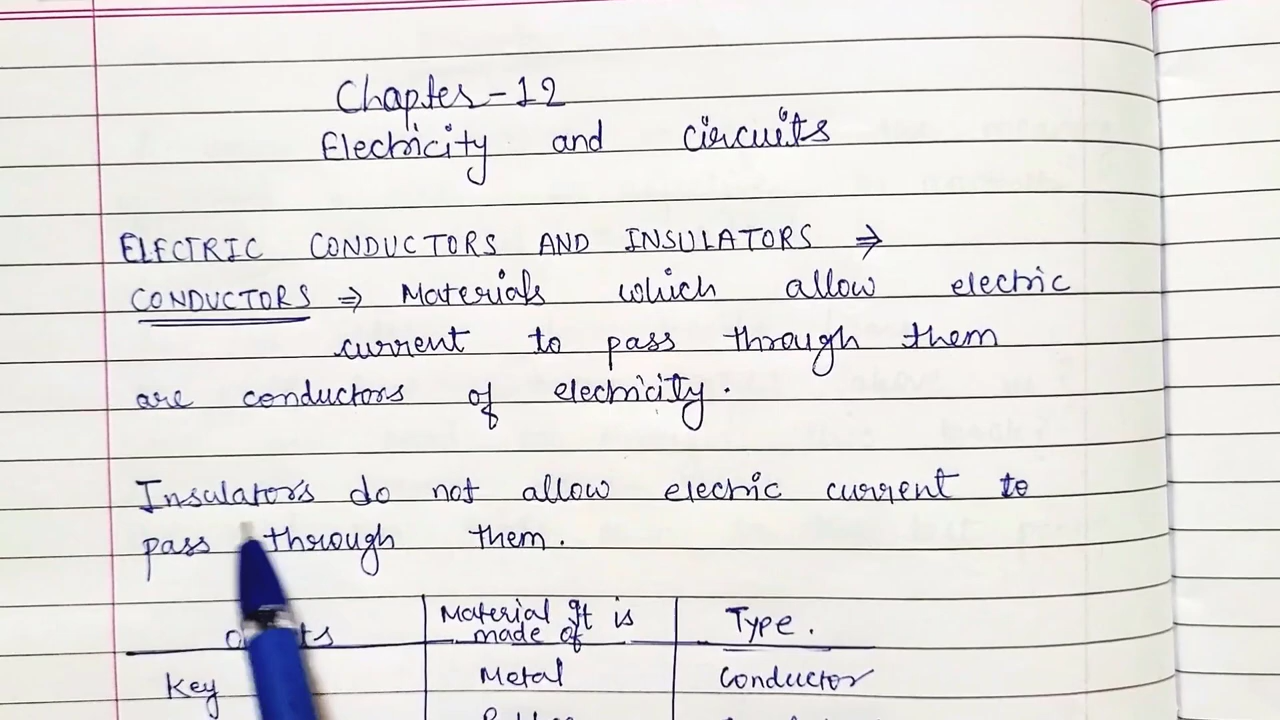 Chapter-12
Electricity and circuits
ELECTRIC CONDUCTORS AND INSULATORS ⇒
CONDUCTORS ⇒ Materials which allow electric
current to pass through them
are conductors of electricity.
Insulators do not allow electric current to
pass through them.
Material It is made of Type.
Key Metal Conductor